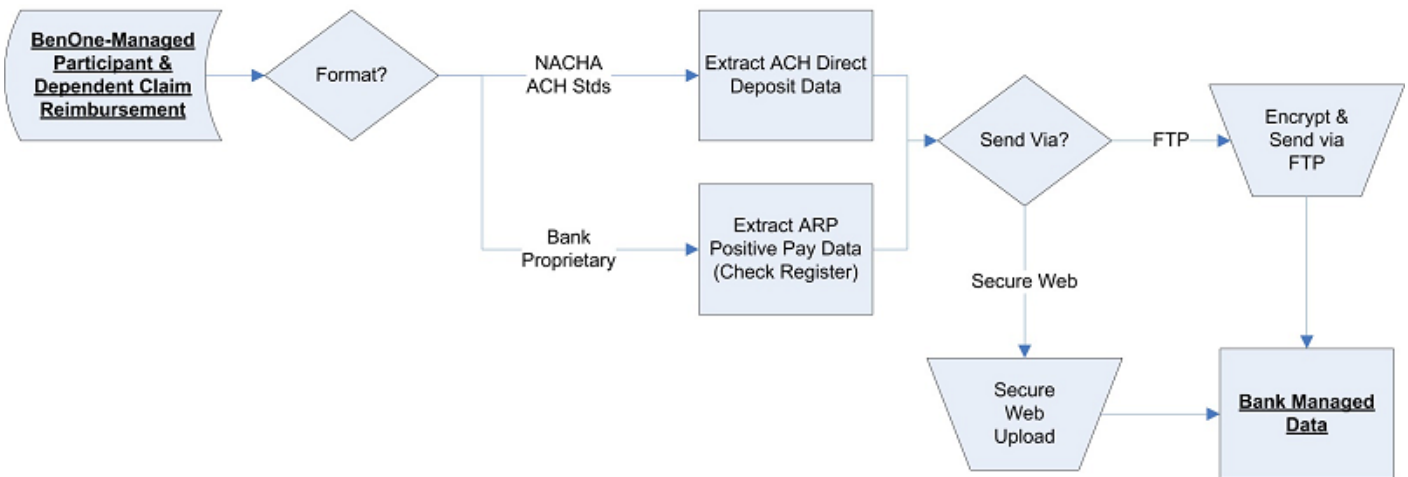 BenOne-Managed
Participant &
Dependent Claim
Reimbursement
Format?
NACHA
ACH Stds
Extract ACH Direct
Deposit Data
Bank
Proprietary
Extract ARP
Positive Pay Data
(Check Register)
Send Via?
FTP
Encrypt &
Send via
FTP
Secure Web
Secure
Web
Upload
Bank Managed
Data